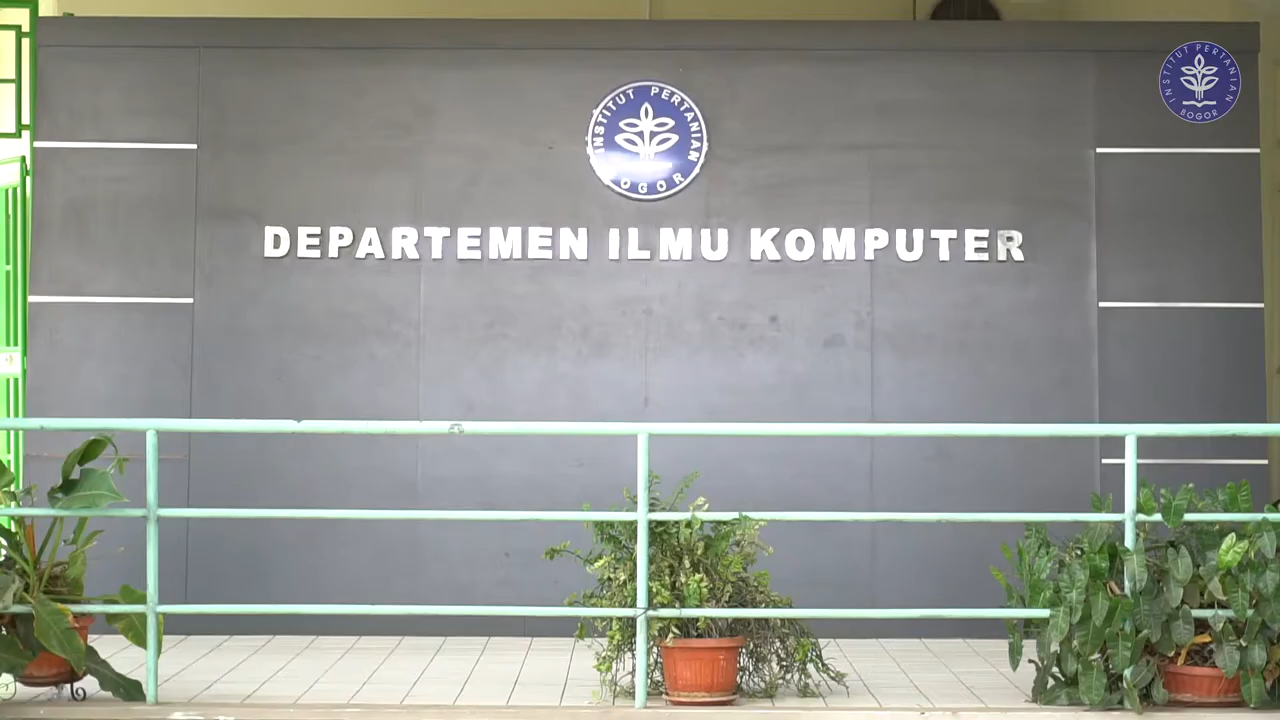 INSTITUT PERTANIAN
BOGOR
DEPARTEMEN ILMU KOMPUTER
INSTITUT PERTANIAN
BOGOR